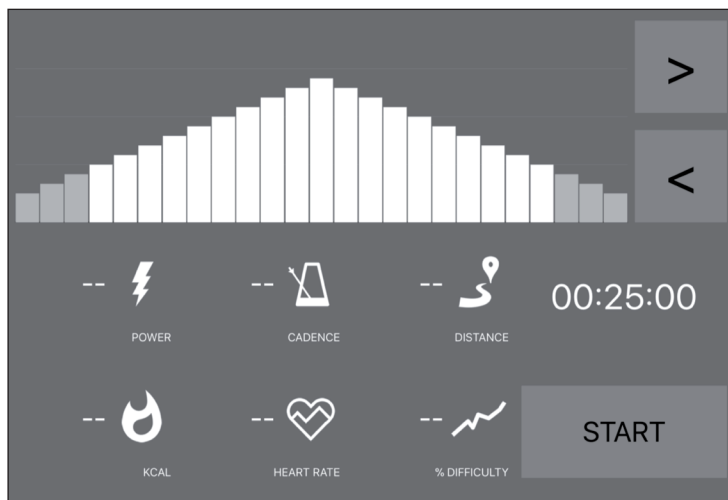 >
<
-- -- -- 00:25:00
POWER CADENCE DISTANCE
-- -- -- START
KCAL HEART RATE % DIFFICULTY